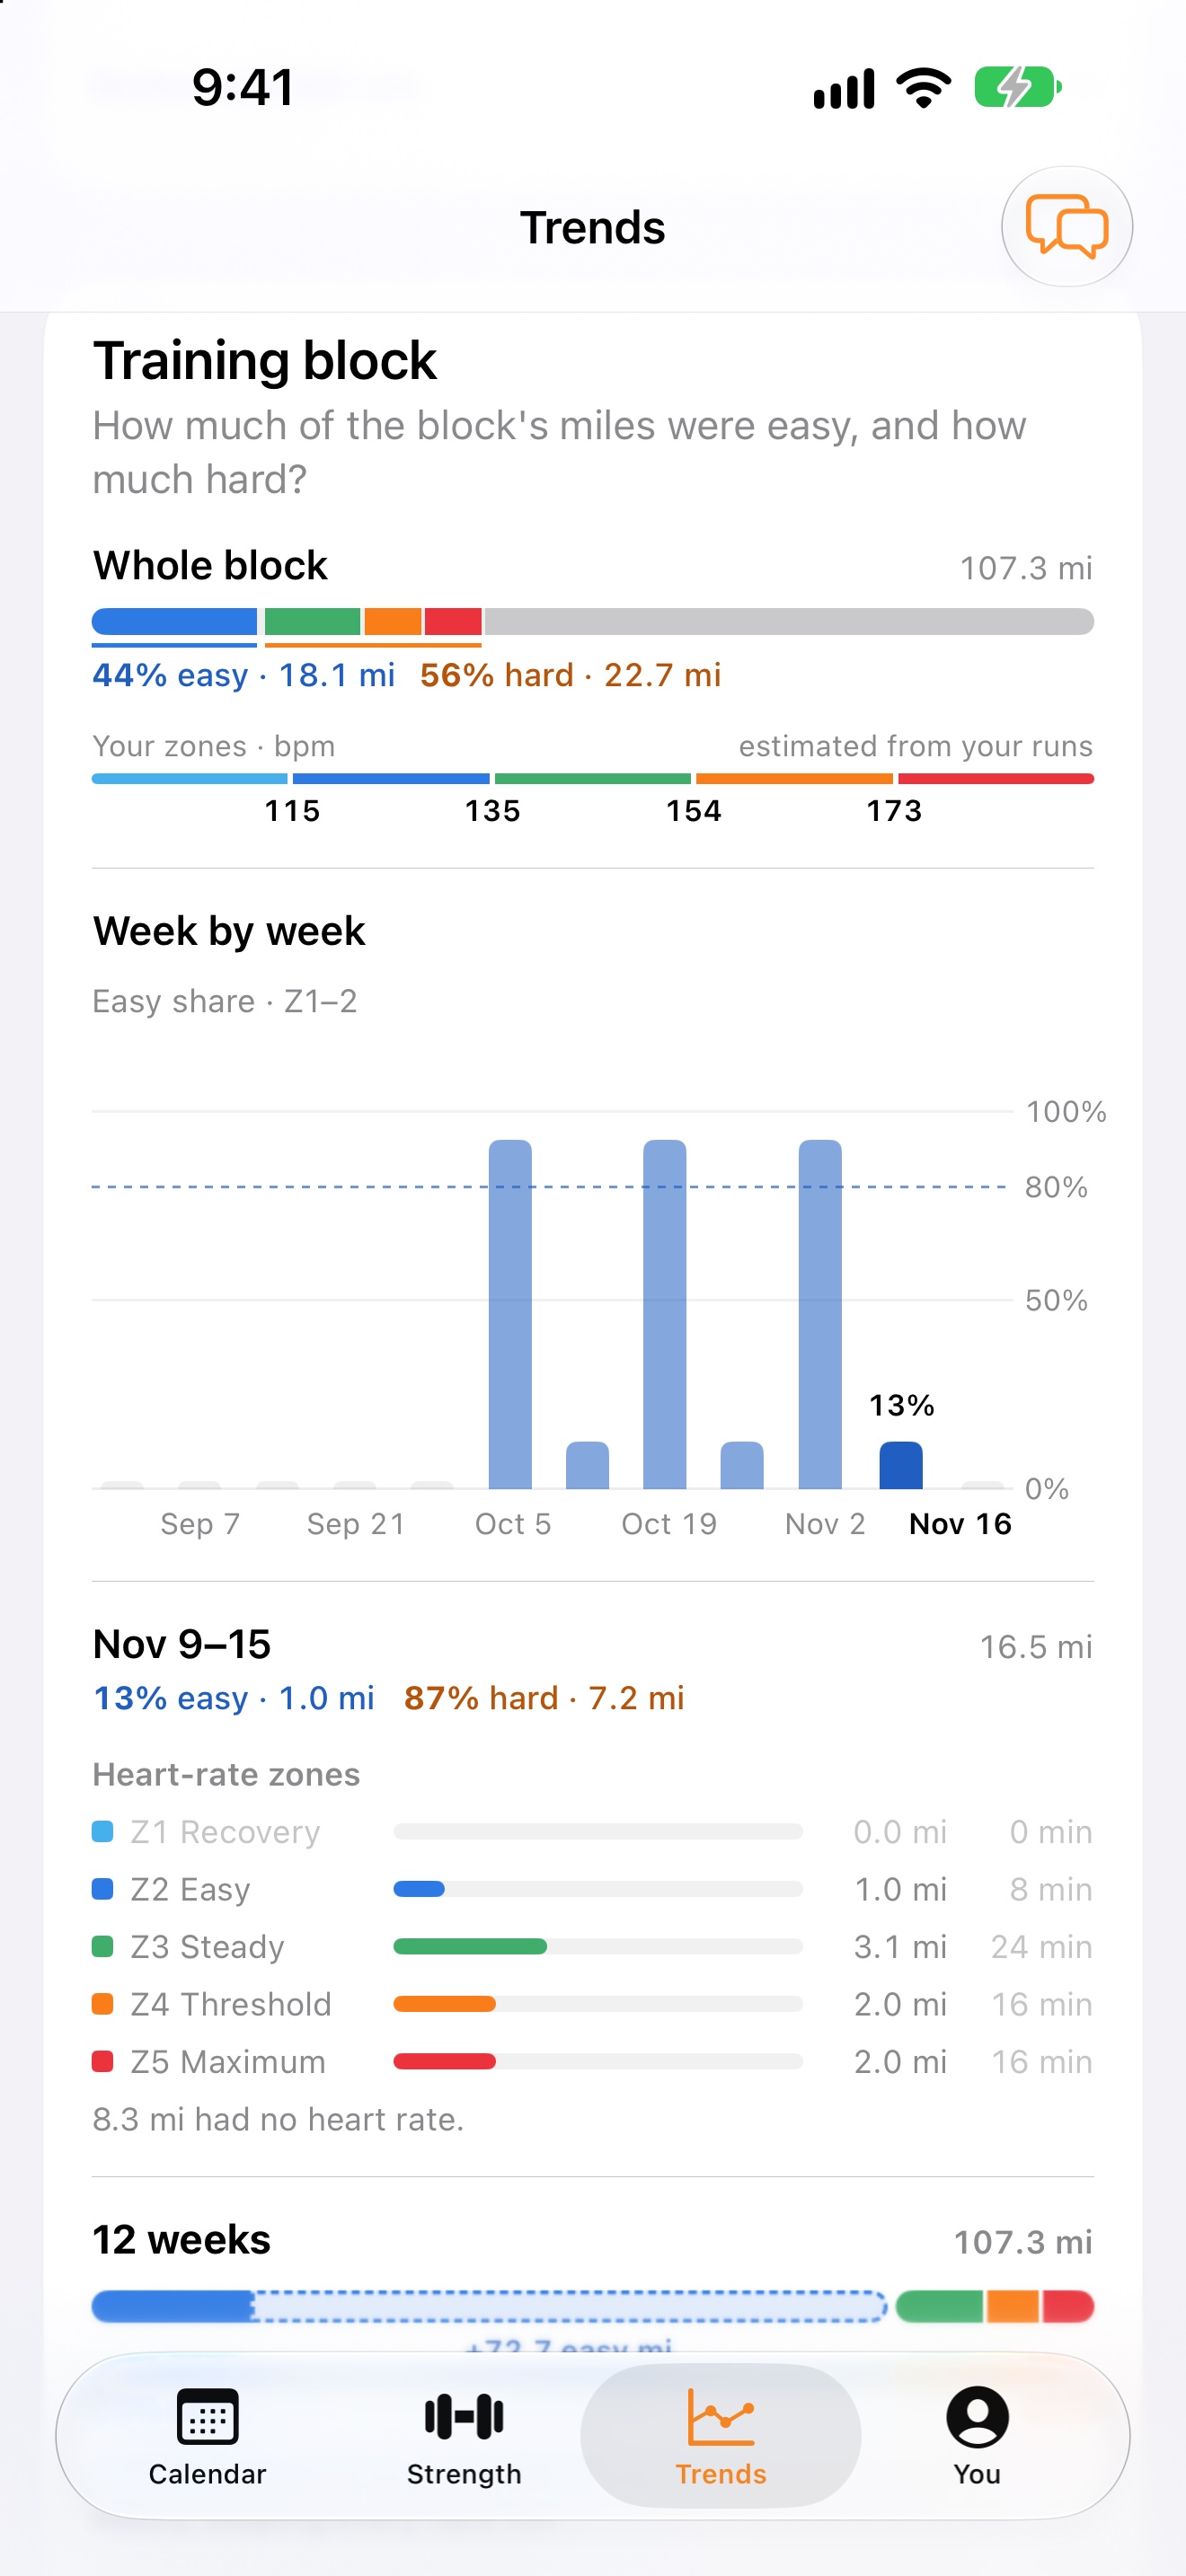 9:41
Trends
Training block
How much of the block's miles were easy, and how
much hard?
Whole block 107.3 mi
44% easy · 18.1 mi 56% hard · 22.7 mi
Your zones · bpm estimated from your runs
115 135 154 173
Week by week
Easy share · Z1–2
100%
80%
50%
13%
0%
Sep 7 Sep 21 Oct 5 Oct 19 Nov 2 Nov 16
Nov 9–15 16.5 mi
13% easy · 1.0 mi 87% hard · 7.2 mi
Heart-rate zones
Z1 Recovery 0.0 mi 0 min
Z2 Easy 1.0 mi 8 min
Z3 Steady 3.1 mi 24 min
Z4 Threshold 2.0 mi 16 min
Z5 Maximum 2.0 mi 16 min
8.3 mi had no heart rate.
12 weeks 107.3 mi
+72.7 easy mi
Calendar Strength Trends You